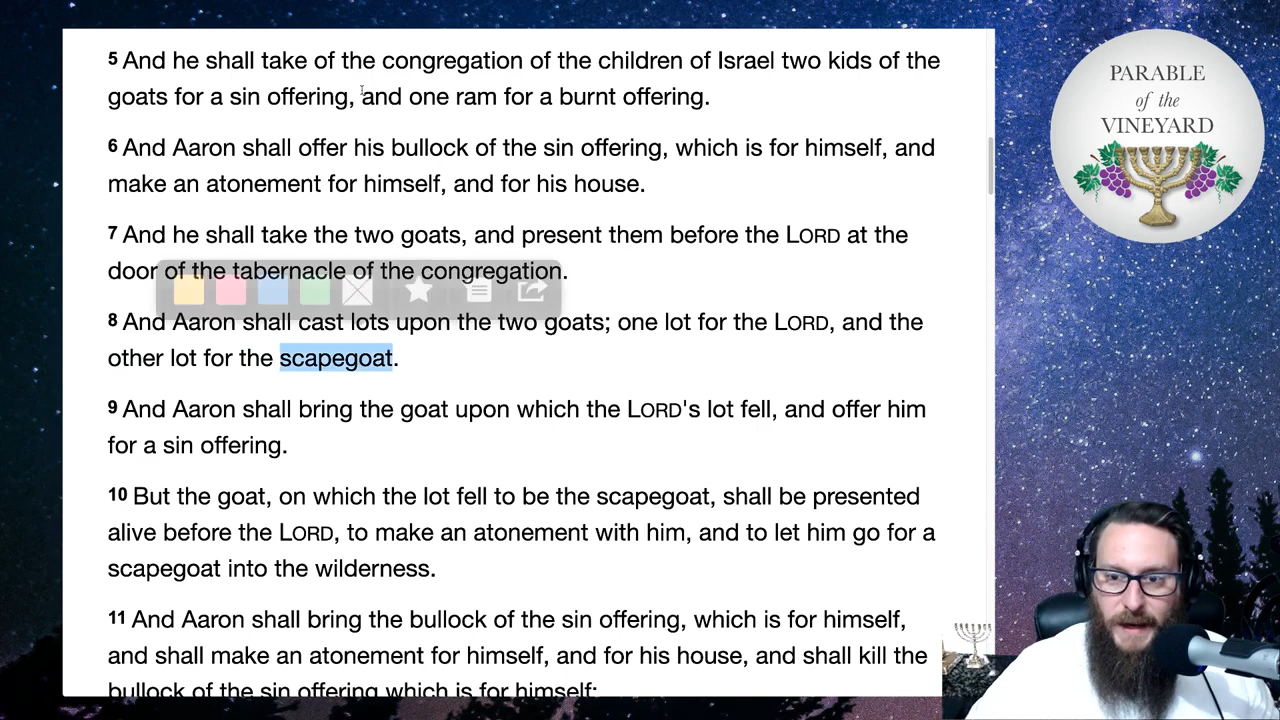 5 And he shall take of the congregation of the children of Israel two kids of the
goats for a sin offering, and one ram for a burnt offering.
6 And Aaron shall offer his bullock of the sin offering, which is for himself, and
make an atonement for himself, and for his house.
7 And he shall take the two goats, and present them before the LORD at the
door of the tabernacle of the congregation.
8 And Aaron shall cast lots upon the two goats; one lot for the LORD, and the
other lot for the scapegoat.
9 And Aaron shall bring the goat upon which the LORD's lot fell, and offer him
for a sin offering.
10 But the goat, on which the lot fell to be the scapegoat, shall be presented
alive before the LORD, to make an atonement with him, and to let him go for a
scapegoat into the wilderness.
11 And Aaron shall bring the bullock of the sin offering, which is for himself,
and shall make an atonement for himself, and for his house, and shall kill the
bullock of the sin offering which is for himself:
PARABLE
of the
VINEYARD